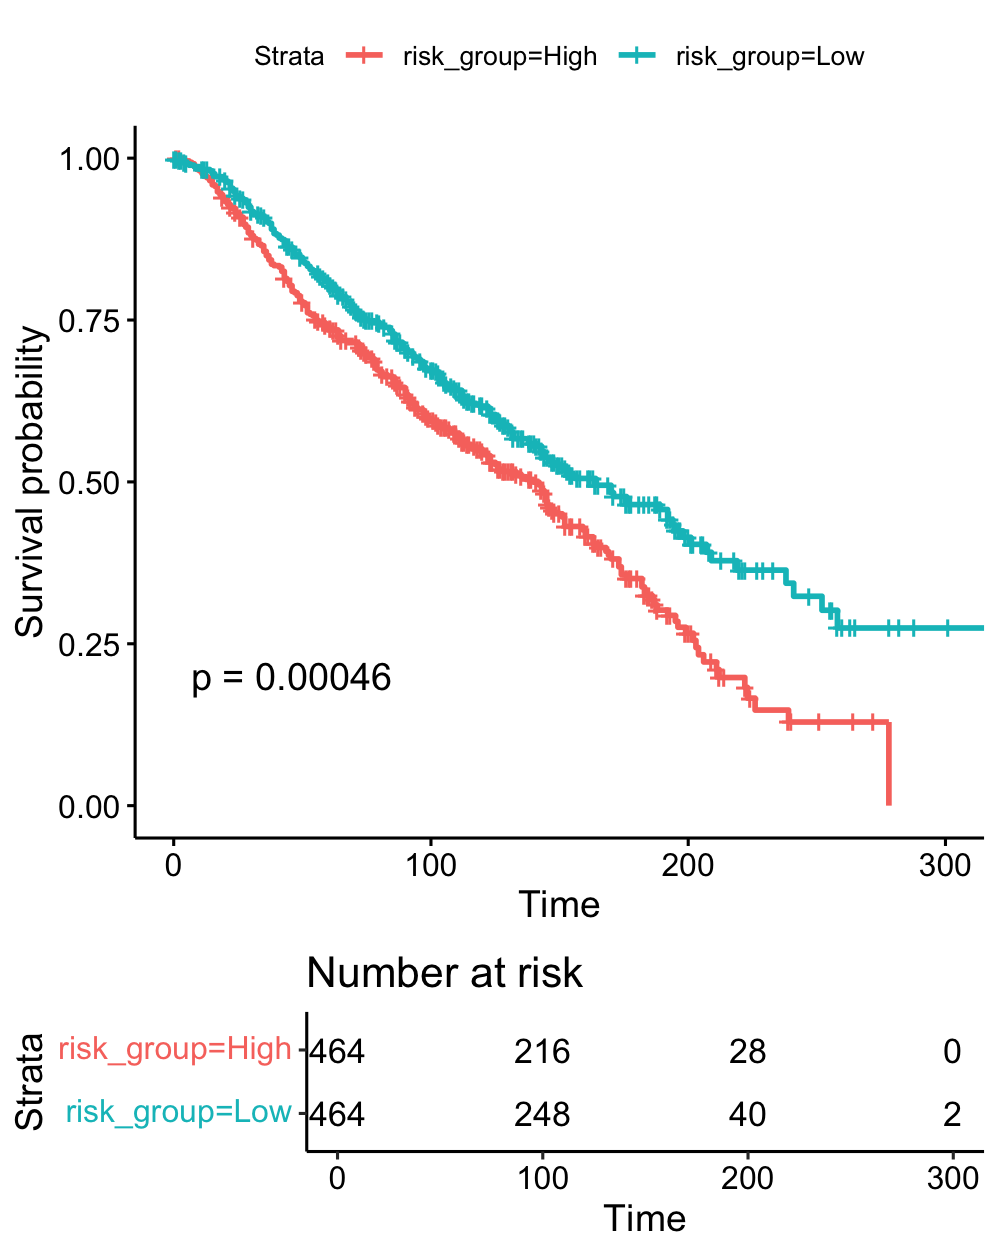 Strata risk_group=High risk_group=Low
1.00
0.75
0.50
0.25
0.00
Survival probability
p = 0.00046
0 100 200 300
Time
Number at risk
Strata
risk_group=High 464 216 28 0
risk_group=Low 464 248 40 2
0 100 200 300
Time